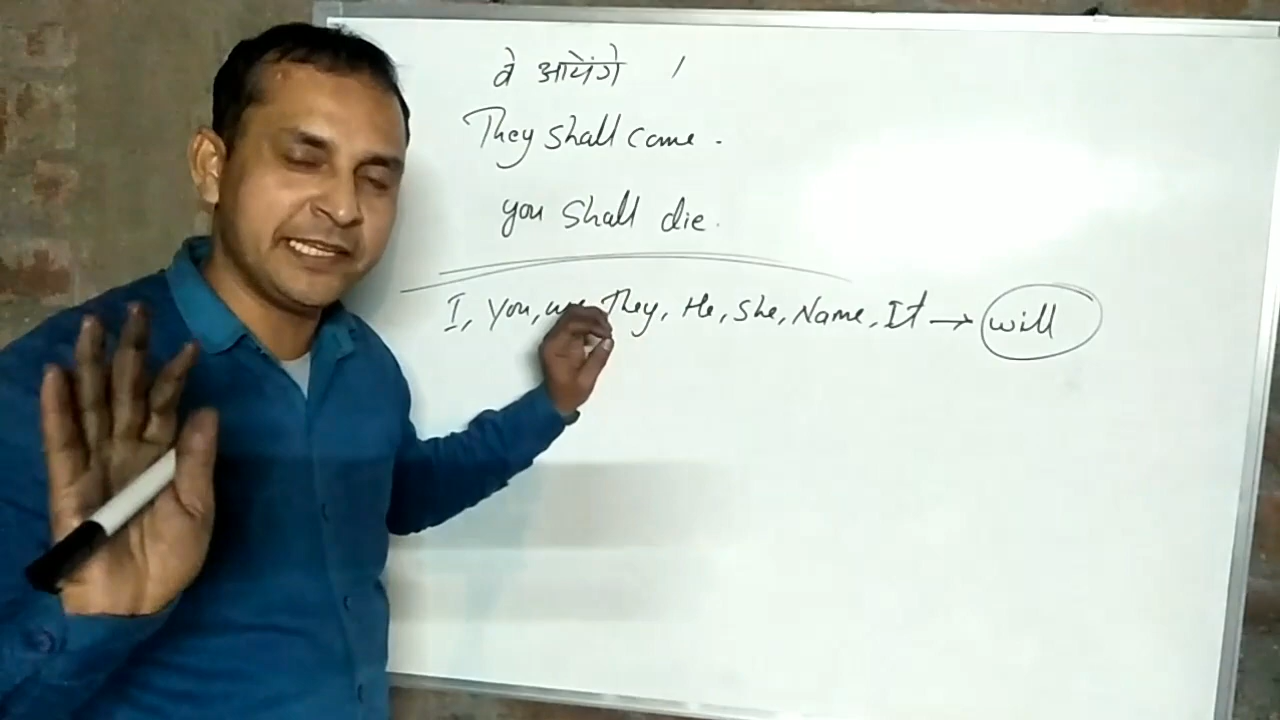 वे आयेंगे ।
They shall come.
you shall die.
I, You, we, They, He, She, Name, It → will